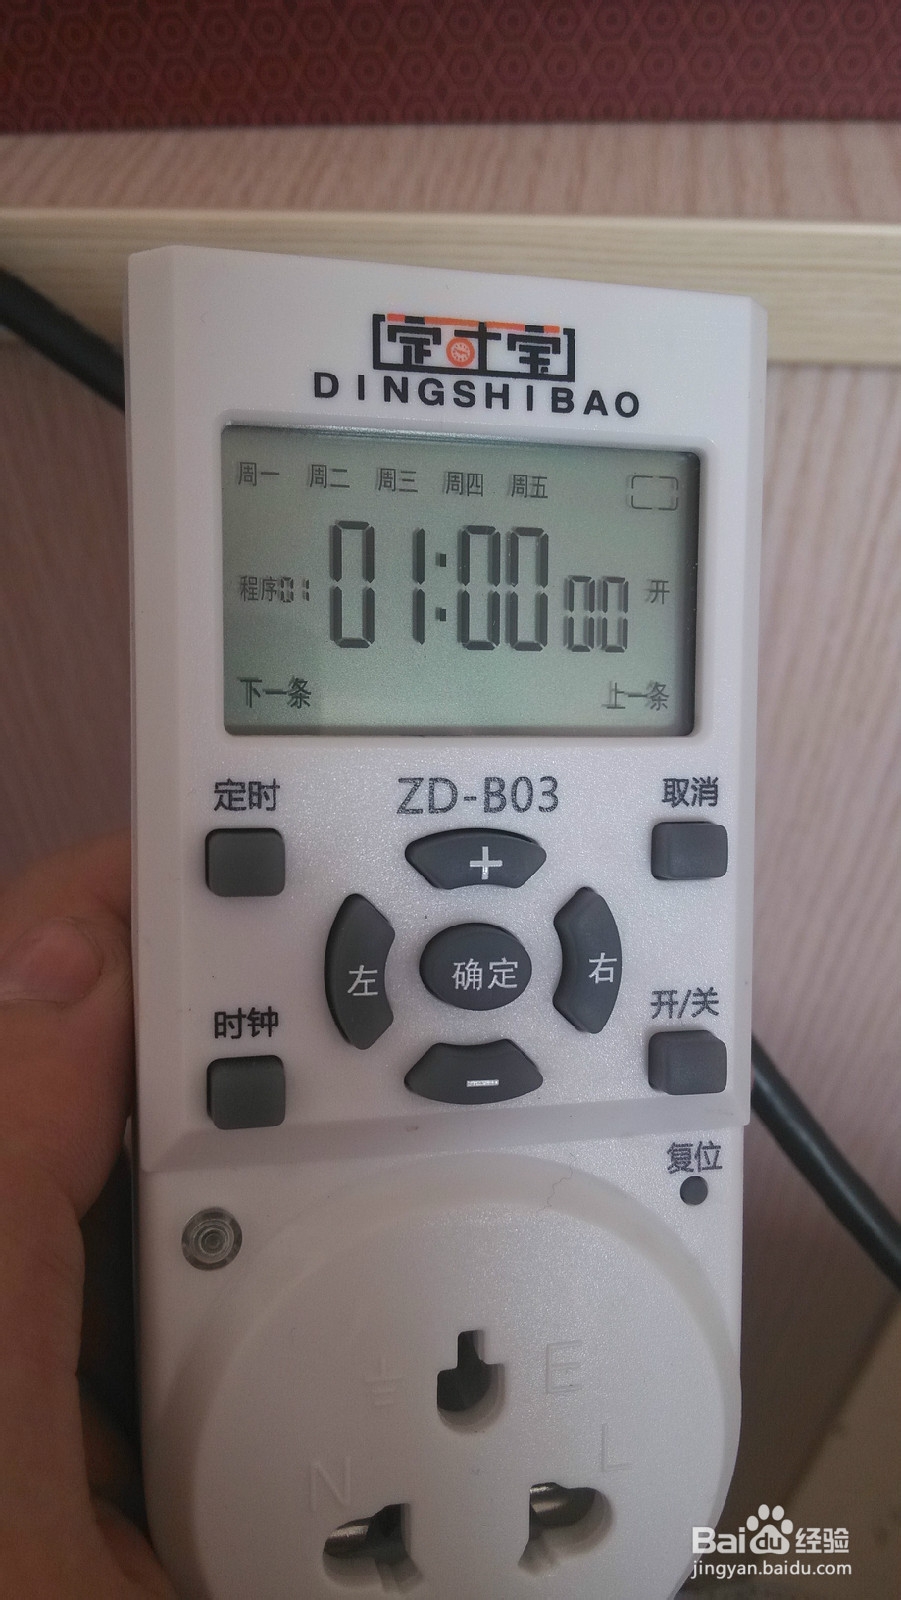 定时宝
DINGSHIBAO
周一 周二 周三 周四 周五
程序01 01:00 00 开
下一条 上一条
定时 ZD-B03 取消
+
左 确定 右
时钟 开/关
-
复位
E
N L
Baidu 经验
jingyan.baidu.com